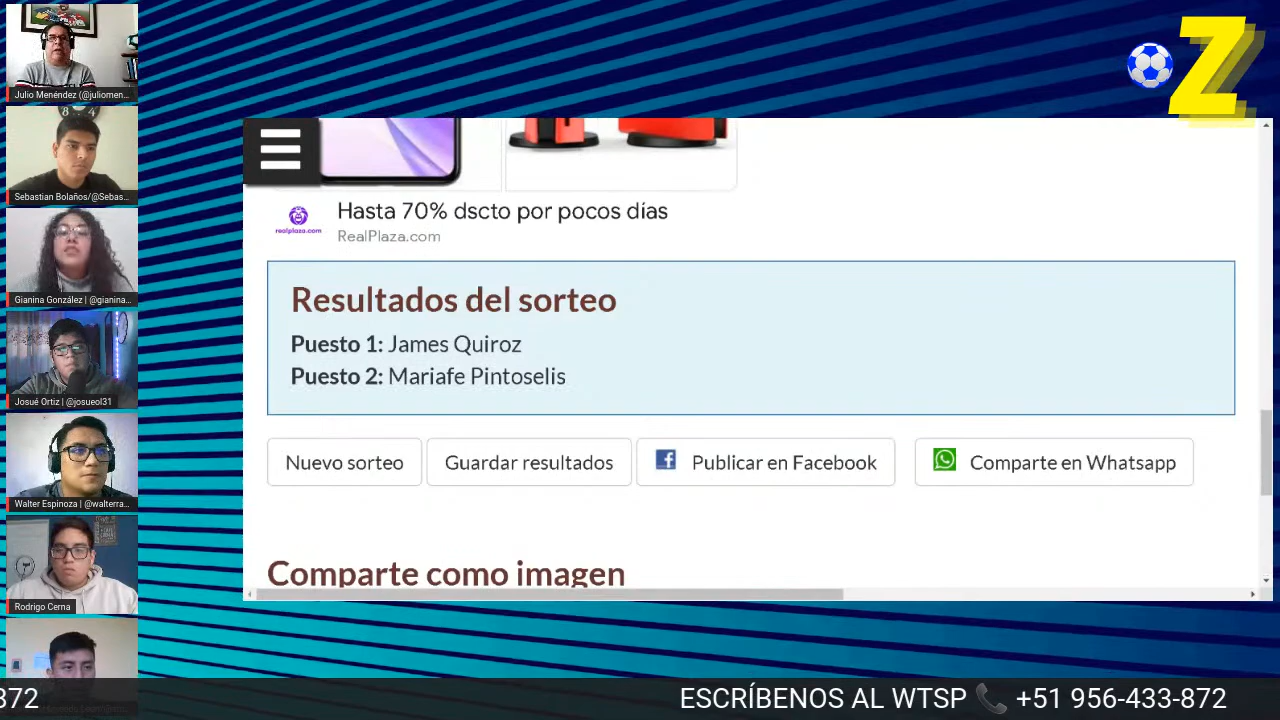 Julio Menéndez (@juliomen...
Sebastian Bolaños/@Sebas...
Gianina González | @gianina...
Josué Ortiz | @josueol31
Walter Espinoza | @walterra...
Rodrigo Cerna
Z
Hasta 70% dscto por pocos días
realplaza.com
RealPlaza.com
Resultados del sorteo
Puesto 1: James Quiroz
Puesto 2: Mariafe Pintoselis
Nuevo sorteo
Guardar resultados
Publicar en Facebook
Comparte en Whatsapp
Comparte como imagen
872
ESCRÍBENOS AL WTSP 📞 +51 956-433-872